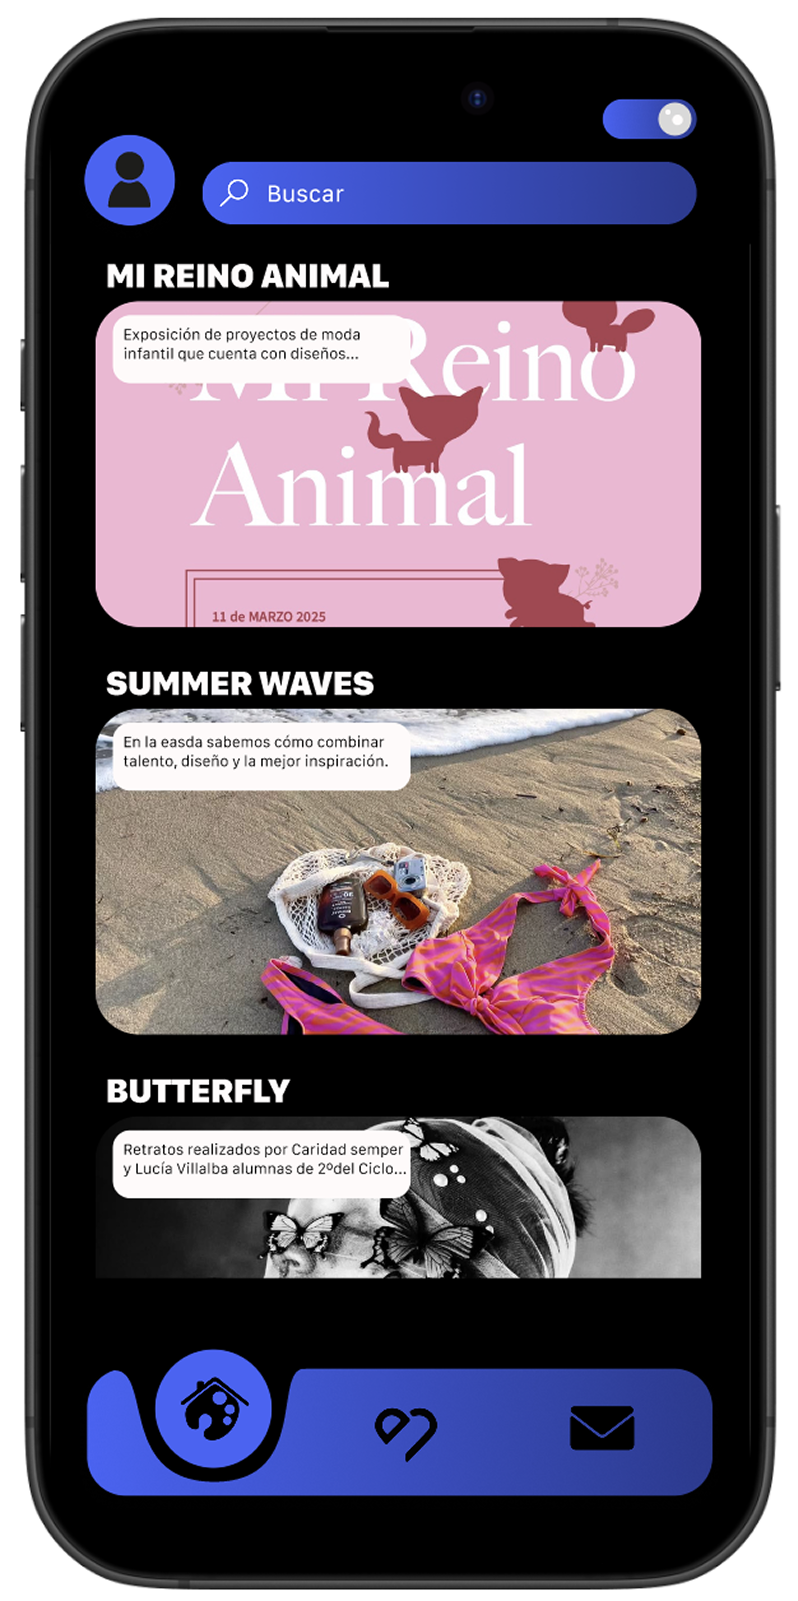 Buscar
MI REINO ANIMAL
Exposición de proyectos de moda
infantil que cuenta con diseños...
Mi Reino
Animal
11 de MARZO 2025
SUMMER WAVES
En la easda sabemos cómo combinar
talento, diseño y la mejor inspiración.
BUTTERFLY
Retratos realizados por Caridad semper
y Lucía Villalba alumnas de 2ºdel Ciclo...